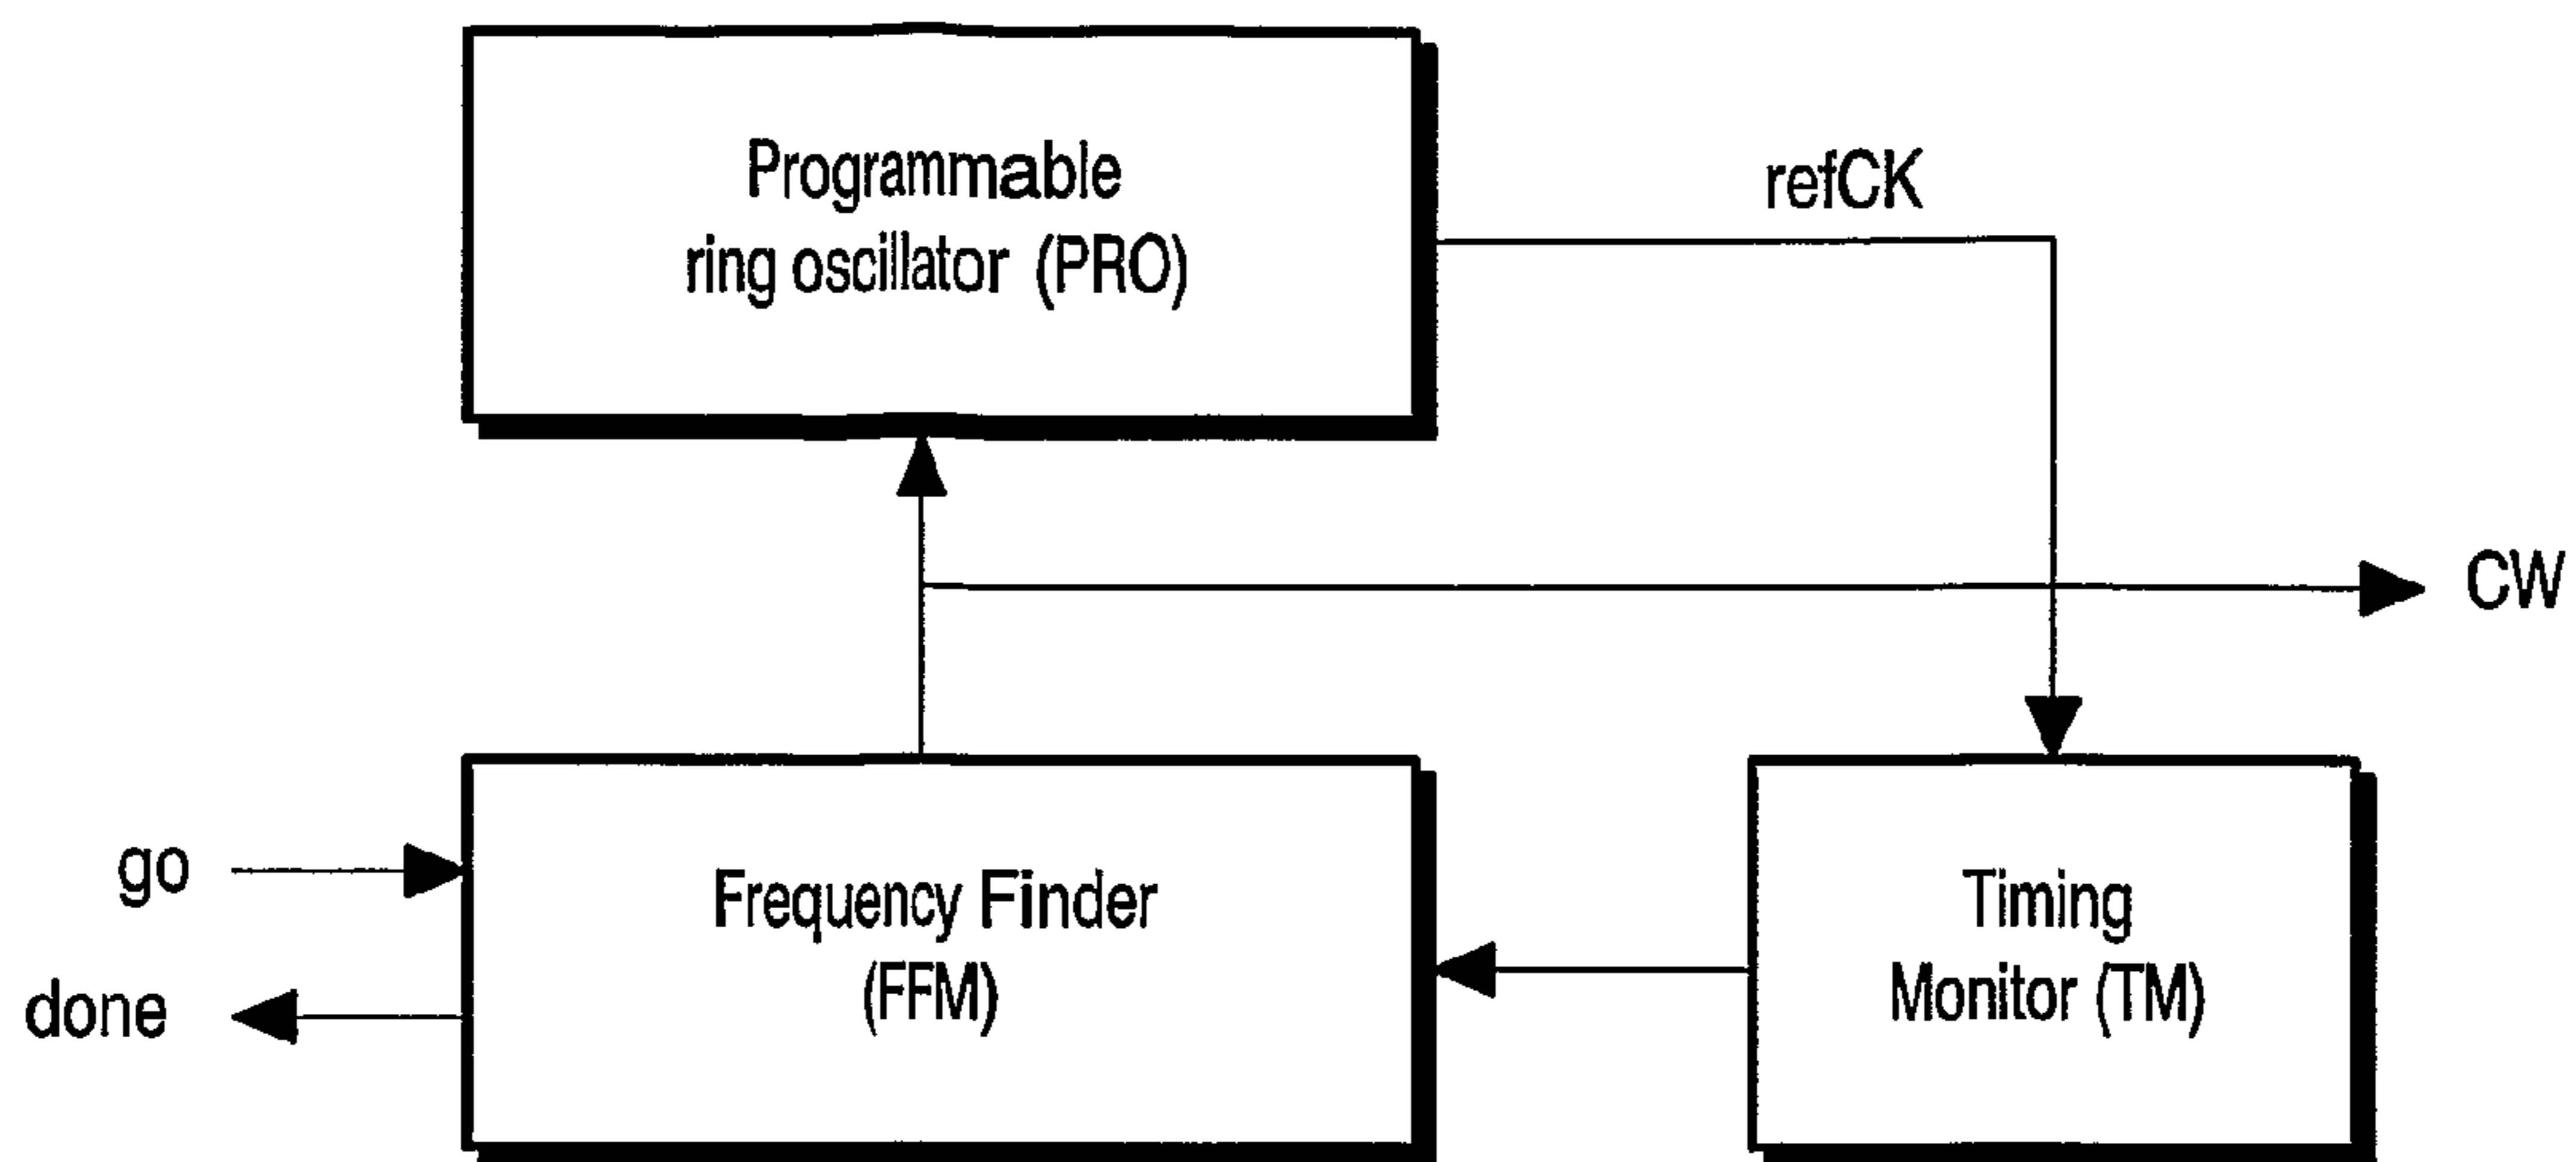 Programmable
ring oscillator (PRO)
refCK
CW
go
done
Frequency Finder
(FFM)
Timing
Monitor (TM)